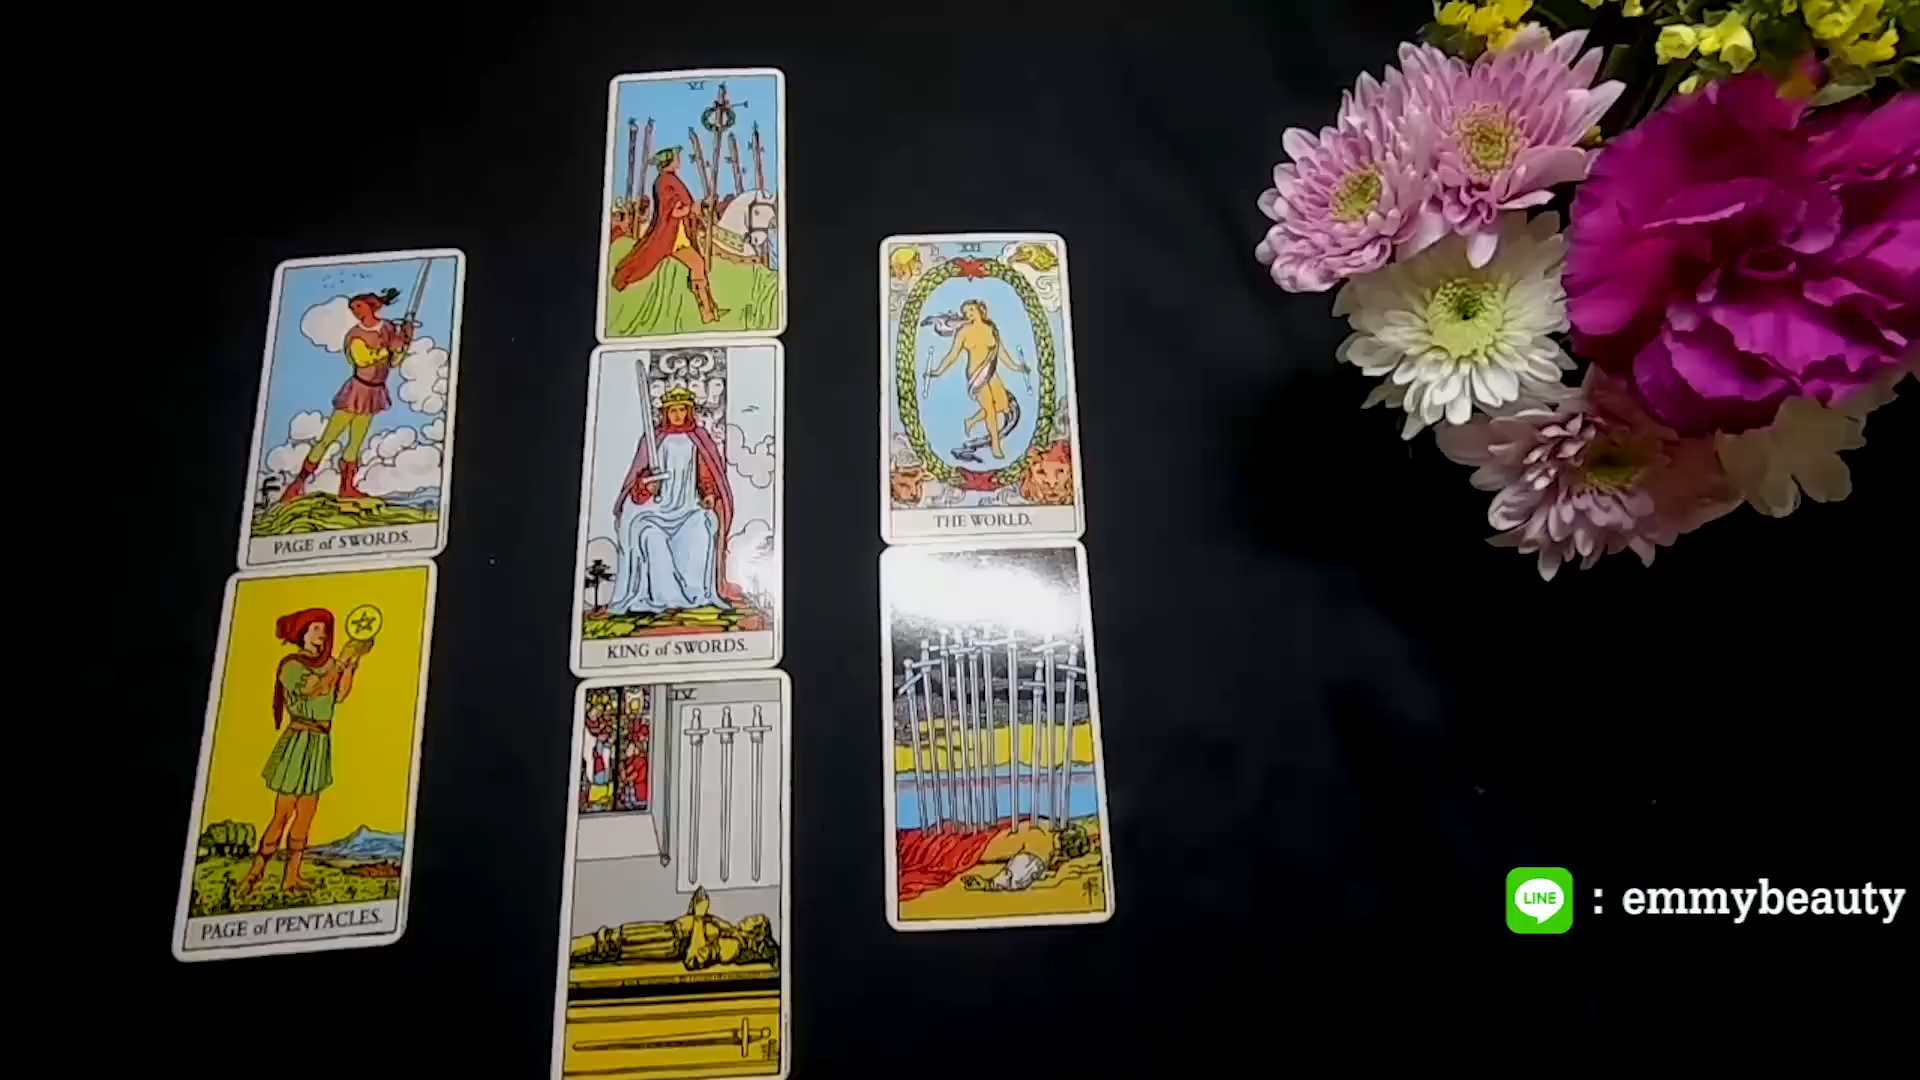 VI
PAGE of SWORDS.
PAGE of PENTACLES.
KING of SWORDS.
IV
XXI
THE WORLD.
LINE : emmybeauty